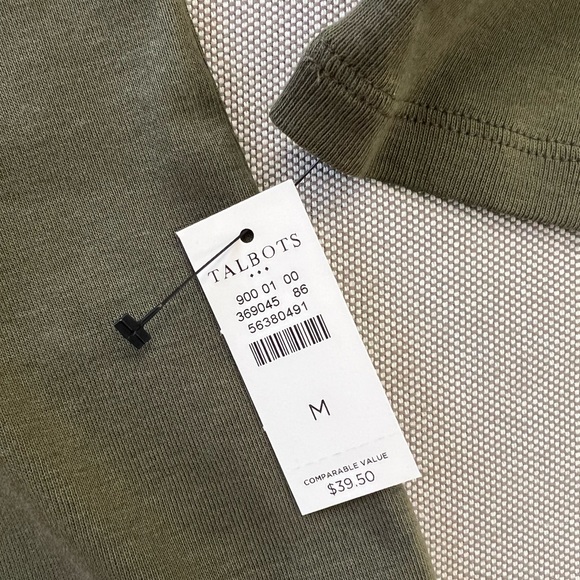 TALBOTS
900 01 00
369045 86
56380491
M
COMPARABLE VALUE
$39.50